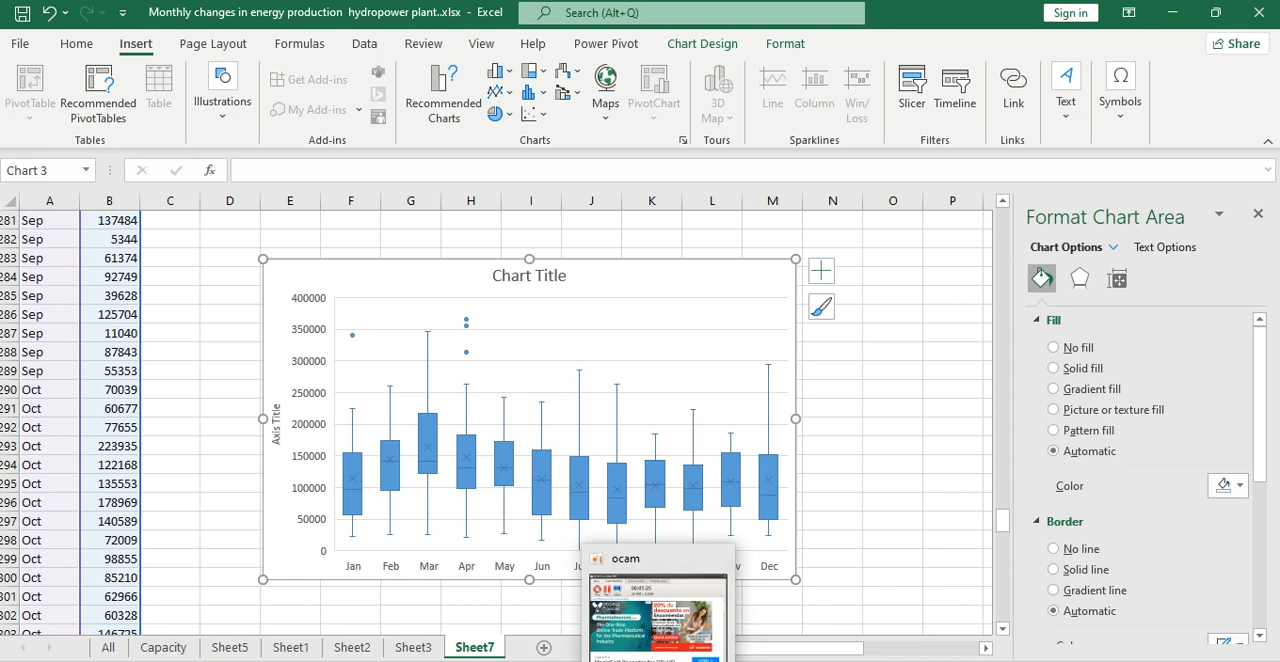 Monthly changes in energy production hydropower plant..xlsx - Excel
Search (Alt+Q)
Sign in
File Home Insert Page Layout Formulas Data Review View Help Power Pivot Chart Design Format
Share
PivotTable
Recommended PivotTables
Table
Tables
Illustrations
Get Add-ins
My Add-ins
Add-ins
Recommended Charts
Maps
PivotChart
Charts
3D Map
Tours
Line
Column
Win/ Loss
Sparklines
Slicer
Timeline
Filters
Link
Links
Text
Symbols
Chart 3
fx
A B C D E F G H I J K L M N O P
281 Sep 137484
282 Sep 5344
283 Sep 61374
284 Sep 92749
285 Sep 39628
286 Sep 125704
287 Sep 11040
288 Sep 87843
289 Sep 55353
290 Oct 70039
291 Oct 60677
292 Oct 77655
293 Oct 223935
294 Oct 122168
295 Oct 135553
296 Oct 178969
297 Oct 140589
298 Oct 72009
299 Oct 98855
300 Oct 85210
Oct
302 Oct 60328
Oct 146725
Chart Title
Axis Title
400000
350000
300000
250000
200000
150000
100000
50000
0
Jan Feb Mar Apr May Jun Dec
ocam
Format Chart Area
Chart Options
Text Options
Fill
No fill
Solid fill
Gradient fill
Picture or texture fill
Pattern fill
Automatic
Color
Border
No line
Solid line
Gradient line
Automatic
All Capacity Sheet5 Sheet1 Sheet2 Sheet3 Sheet7